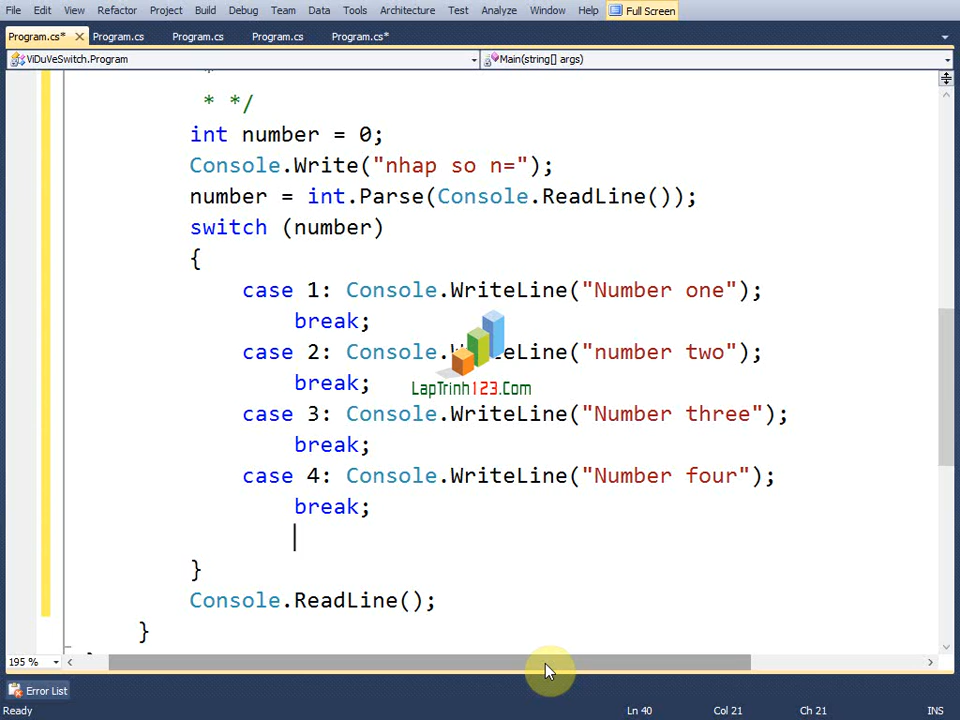 File Edit View Refactor Project Build Debug Team Data Tools Architecture Test Analyze Window Help Full Screen
Program.cs* Program.cs Program.cs Program.cs Program.cs*
ViDuVeSwitch.Program Main(string[] args)
* */
int number = 0;
Console.Write("nhap so n=");
number = int.Parse(Console.ReadLine());
switch (number)
{
case 1: Console.WriteLine("Number one");
break;
case 2: Console.WriteLine("number two");
break;
LapTrinh123.Com
case 3: Console.WriteLine("Number three");
break;
case 4: Console.WriteLine("Number four");
break;
}
Console.ReadLine();
}
195 %
Error List
Ready Ln 40 Col 21 Ch 21 INS